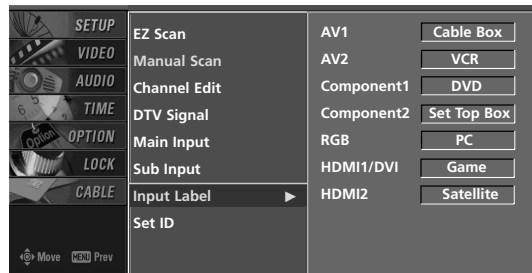 SETUP
VIDEO
AUDIO
TIME
OPTION
LOCK
CABLE
Move MENU Prev
EZ Scan
Manual Scan
Channel Edit
DTV Signal
Main Input
Sub Input
Input Label ▶
Set ID
AV1 Cable Box
AV2 VCR
Component1 DVD
Component2 Set Top Box
RGB PC
HDMI1/DVI Game
HDMI2 Satellite